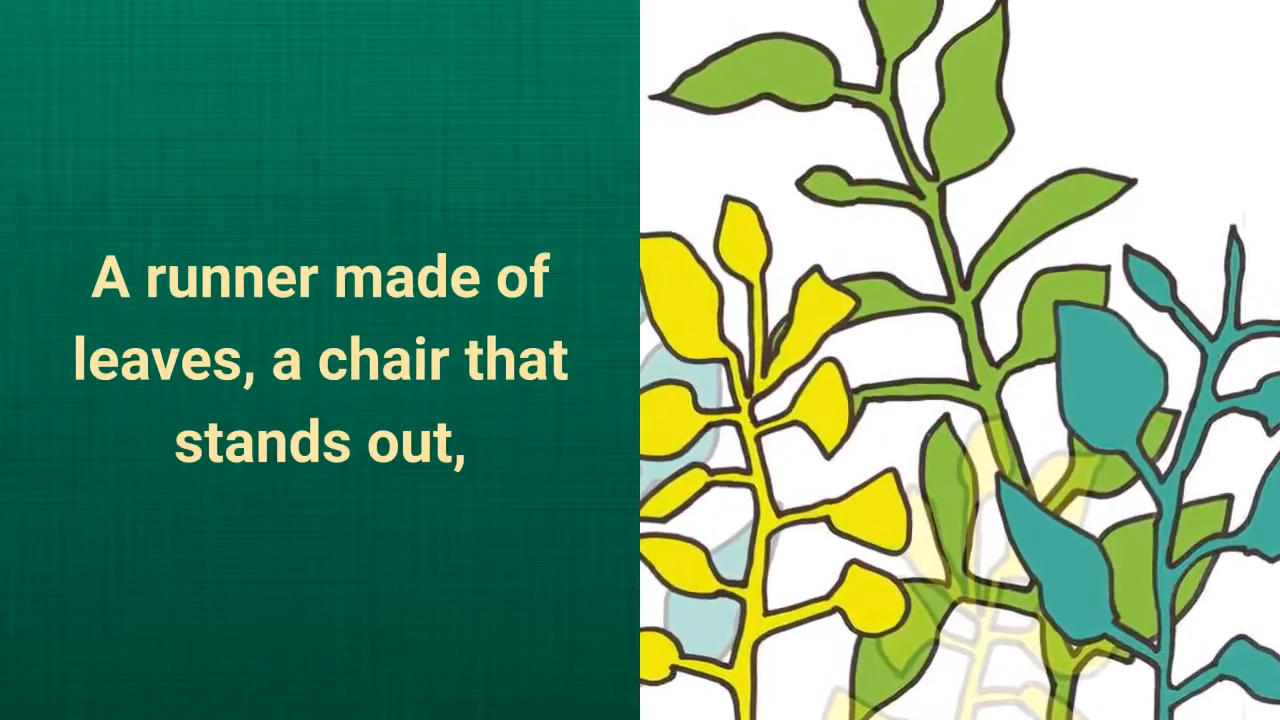 A runner made of
leaves, a chair that
stands out,